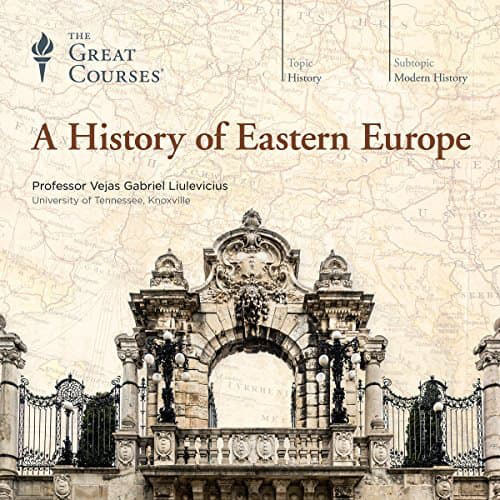 THE
GREAT
COURSES®
Topic
History
Subtopic
Modern History
A History of Eastern Europe
Professor Vejas Gabriel Liulevicius
University of Tennessee, Knoxville
TYRRHENI